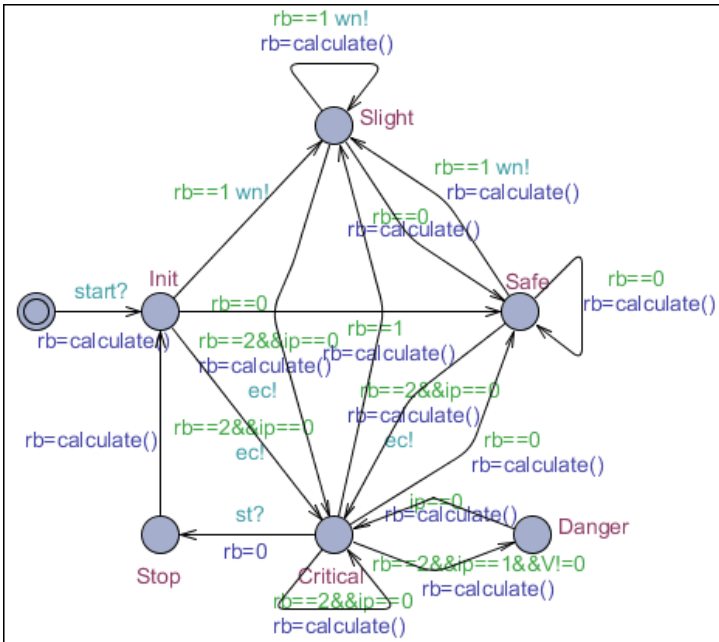 rb==1 wn!
rb=calculate()
Slight
rb==1 wn!
rb=calculate()
rb==1 wn!
rb==0
rb=calculate()
Init
Safe
start?
rb==0
rb=calculate()
rb==0
rb=calculate()
rb==2&&ip==0
rb=calculate()
ec!
rb==1
rb=calculate()
rb==2&&ip==0
rb=calculate()
ec!
rb==2&&ip==0
ec!
rb=calculate()
rb==0
rb=calculate()
st?
rb=0
ip==0
rb=calculate()
Danger
Stop
Critical
rb==2&&ip==1&&V!=0
rb=calculate()
rb==2&&ip==0
rb=calculate()